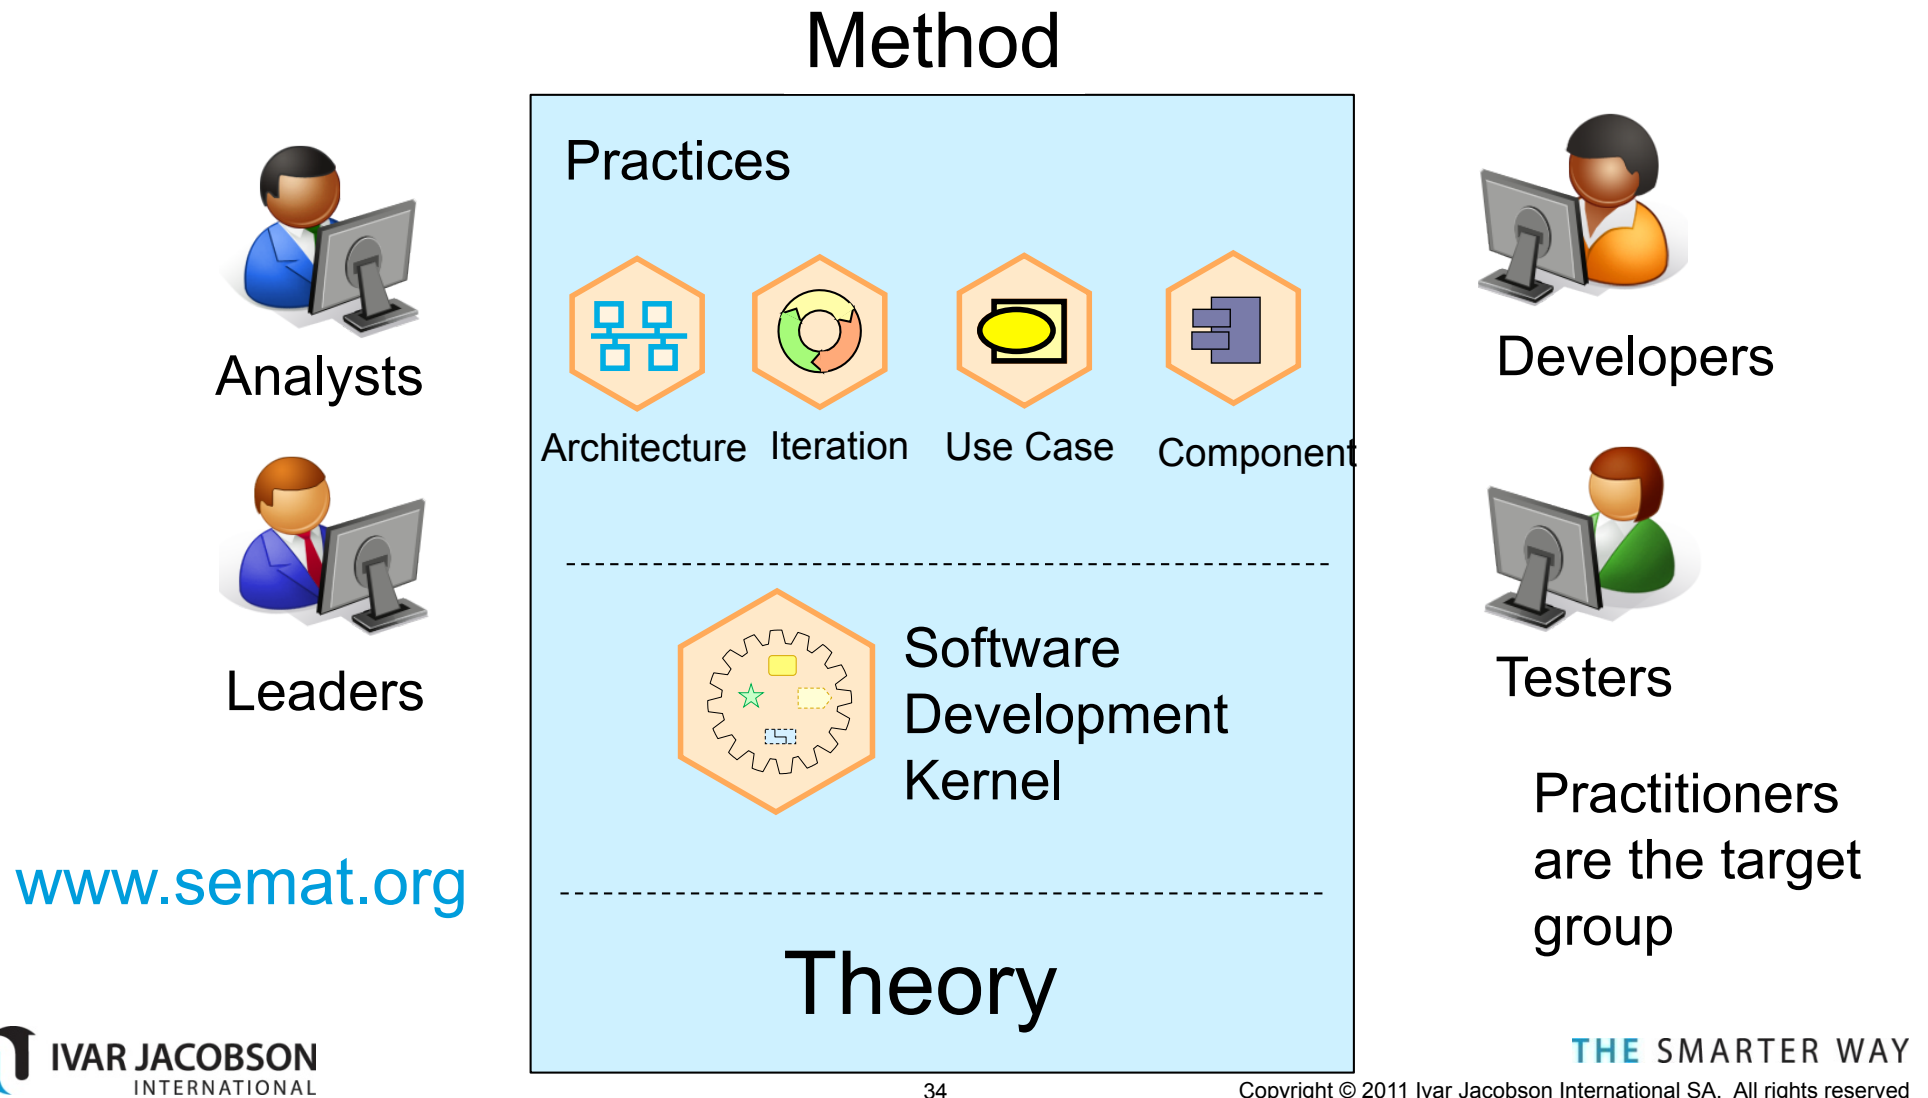 Method
Practices
Analysts
Developers
Architecture
Iteration
Use Case
Component
Leaders
Testers
Software
Development
Kernel
Practitioners
are the target
group
www.semat.org
Theory
IVAR JACOBSON
INTERNATIONAL
THE SMARTER WAY
34
Copyright © 2011 Ivar Jacobson International SA. All rights reserved